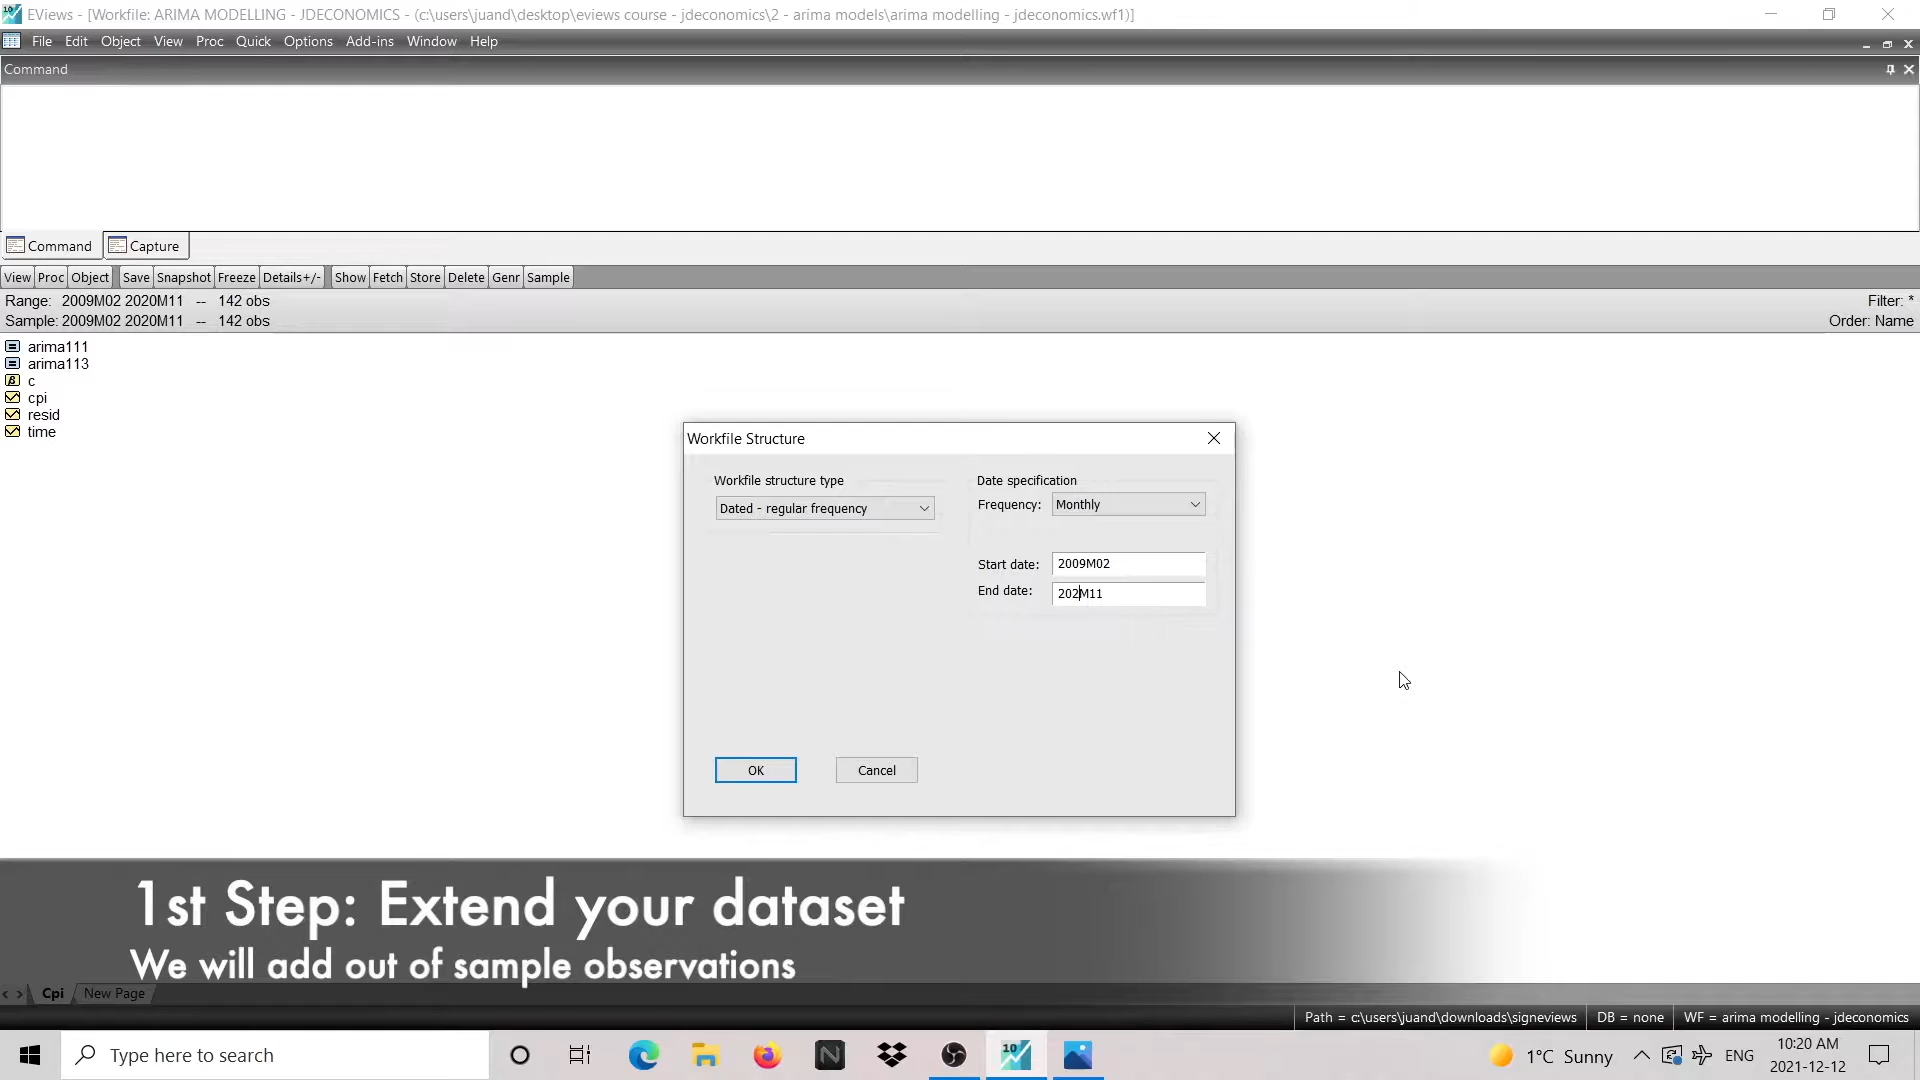 EViews - [Workfile: ARIMA MODELLING - JDECONOMICS - (c:\users\juand\desktop\eviews course - jdeconomics\2 - arima models\arima modelling - jdeconomics.wf1)]
File Edit Object View Proc Quick Options Add-ins Window Help
Command
Command Capture
View Proc Object Save Snapshot Freeze Details+/- Show Fetch Store Delete Genr Sample
Range: 2009M02 2020M11 -- 142 obs Filter: *
Sample: 2009M02 2020M11 -- 142 obs Order: Name
arima111
arima113
c
cpi
resid
time
Workfile Structure
Workfile structure type
Dated - regular frequency
Date specification
Frequency: Monthly
Start date: 2009M02
End date: 202M11
OK Cancel
1st Step: Extend your dataset
We will add out of sample observations
Cpi New Page
Path = c:\users\juand\downloads\signeviews DB = none WF = arima modelling - jdeconomics
Type here to search
10
1°C Sunny
ENG
10:20 AM
2021-12-12